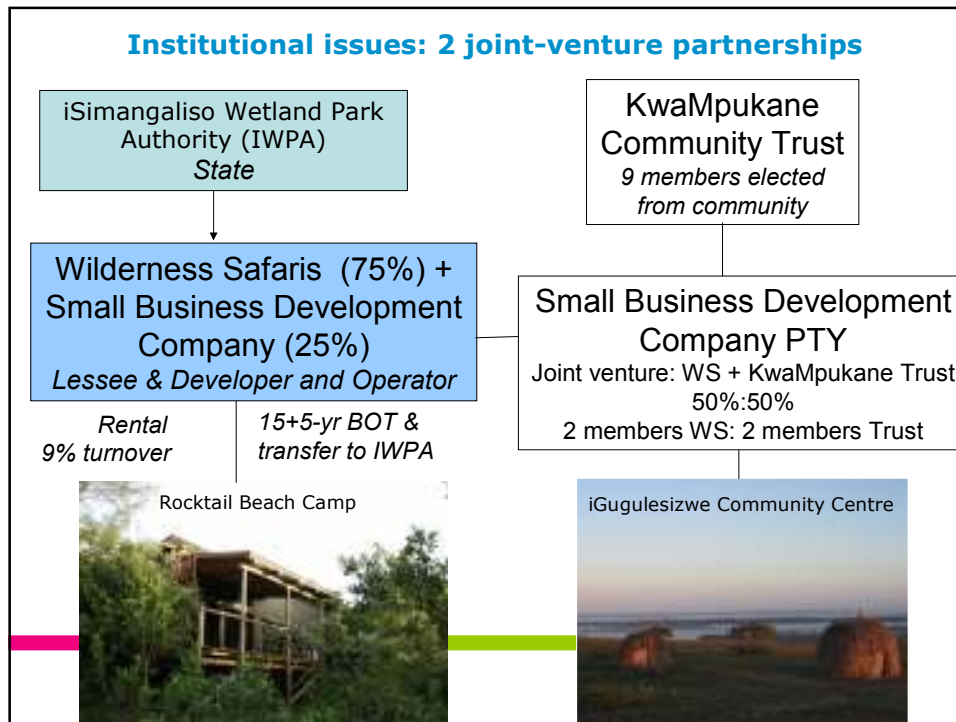 Institutional issues: 2 joint-venture partnerships
iSimangaliso Wetland Park
Authority (IWPA)
State
KwaMpukane
Community Trust
9 members elected
from community
Wilderness Safaris (75%) +
Small Business Development
Company (25%)
Lessee & Developer and Operator
Small Business Development
Company PTY
Joint venture: WS + KwaMpukane Trust
50%:50%
2 members WS: 2 members Trust
Rental
9% turnover
15+5-yr BOT &
transfer to IWPA
Rocktail Beach Camp
iGugulesizwe Community Centre